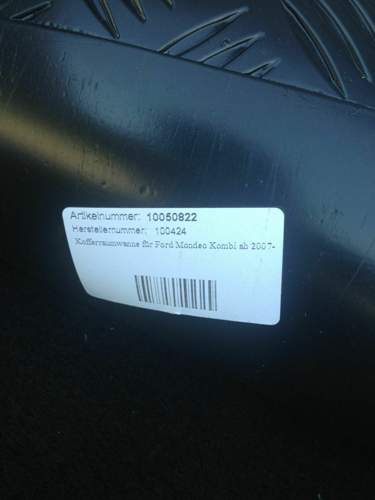 Artikelnummer: 10050822
Herstellernummer: 100424
Kofferraumwanne für Ford Mondeo Kombi ab 2007-